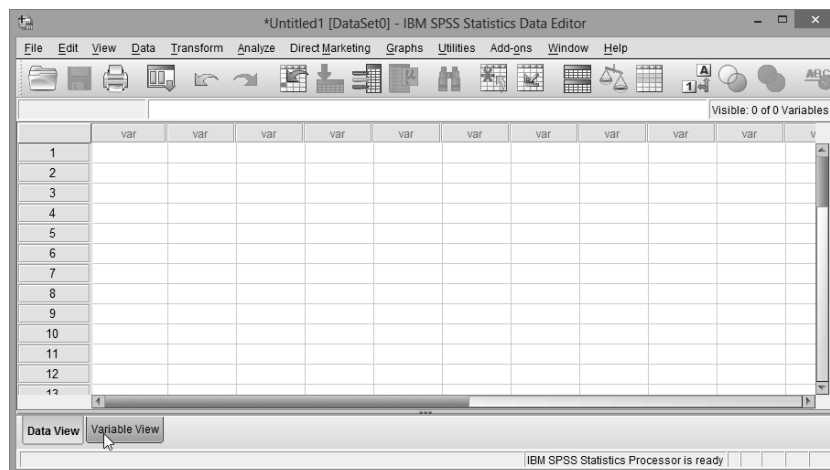 *Untitled1 [DataSet0] - IBM SPSS Statistics Data Editor
File Edit View Data Transform Analyze Direct Marketing Graphs Utilities Add-ons Window Help
A
1
ABC
Visible: 0 of 0 Variables
var var var var var var var var var var v
1
2
3
4
5
6
7
8
9
10
11
12
13
Data View Variable View
IBM SPSS Statistics Processor is ready